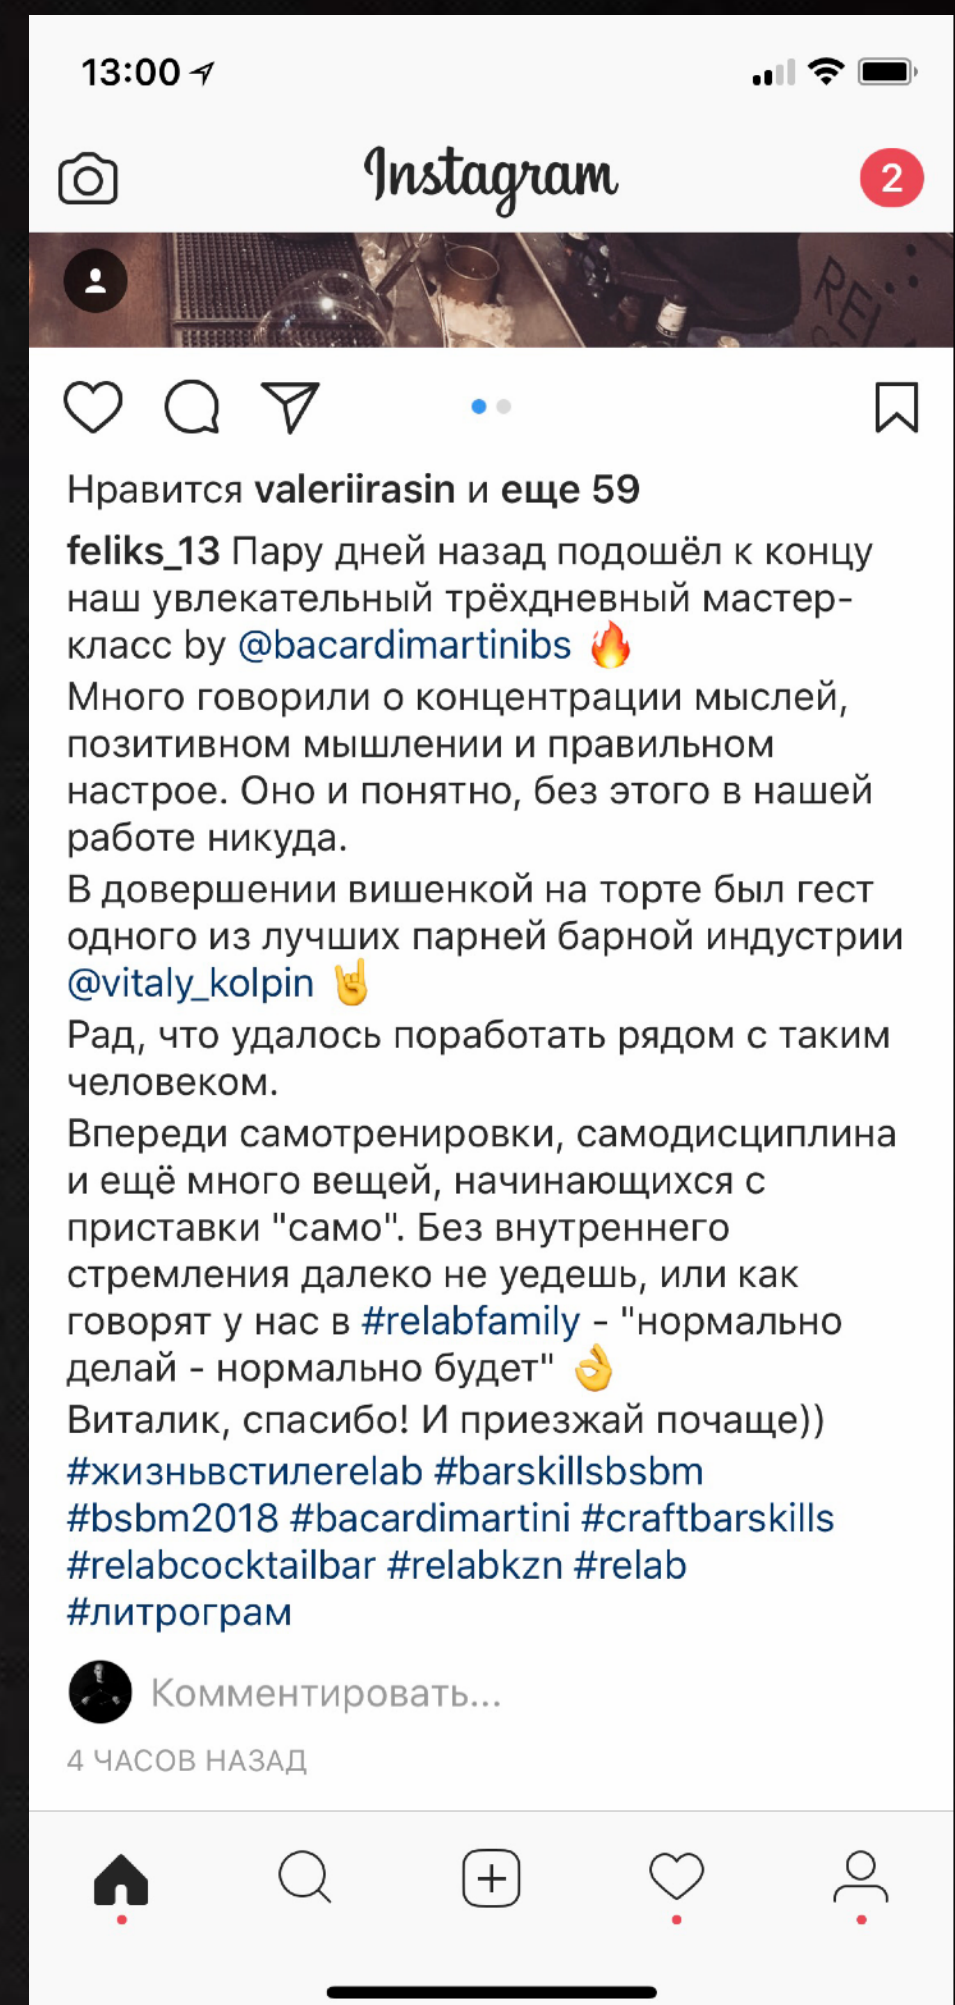 13:00
Instagram
2
REL
Нравится valeriirasin и еще 59
feliks_13 Пару дней назад подошёл к концу
наш увлекательный трёхдневный мастер-
класс by @bacardimartinibs 🔥
Много говорили о концентрации мыслей,
позитивном мышлении и правильном
настрое. Оно и понятно, без этого в нашей
работе никуда.
В довершении вишенкой на торте был гест
одного из лучших парней барной индустрии
@vitaly_kolpin 🤘
Рад, что удалось поработать рядом с таким
человеком.
Впереди самотренировки, самодисциплина
и ещё много вещей, начинающихся с
приставки "само". Без внутреннего
стремления далеко не уедешь, или как
говорят у нас в #relabfamily - "нормально
делай - нормально будет" 👌
Виталик, спасибо! И приезжай почаще))
#жизньвстилеrelab #barskillsbsbm
#bsbm2018 #bacardimartini #craftbarskills
#relabcocktailbar #relabkzn #relab
#литрограм
Комментировать...
4 ЧАСОВ НАЗАД